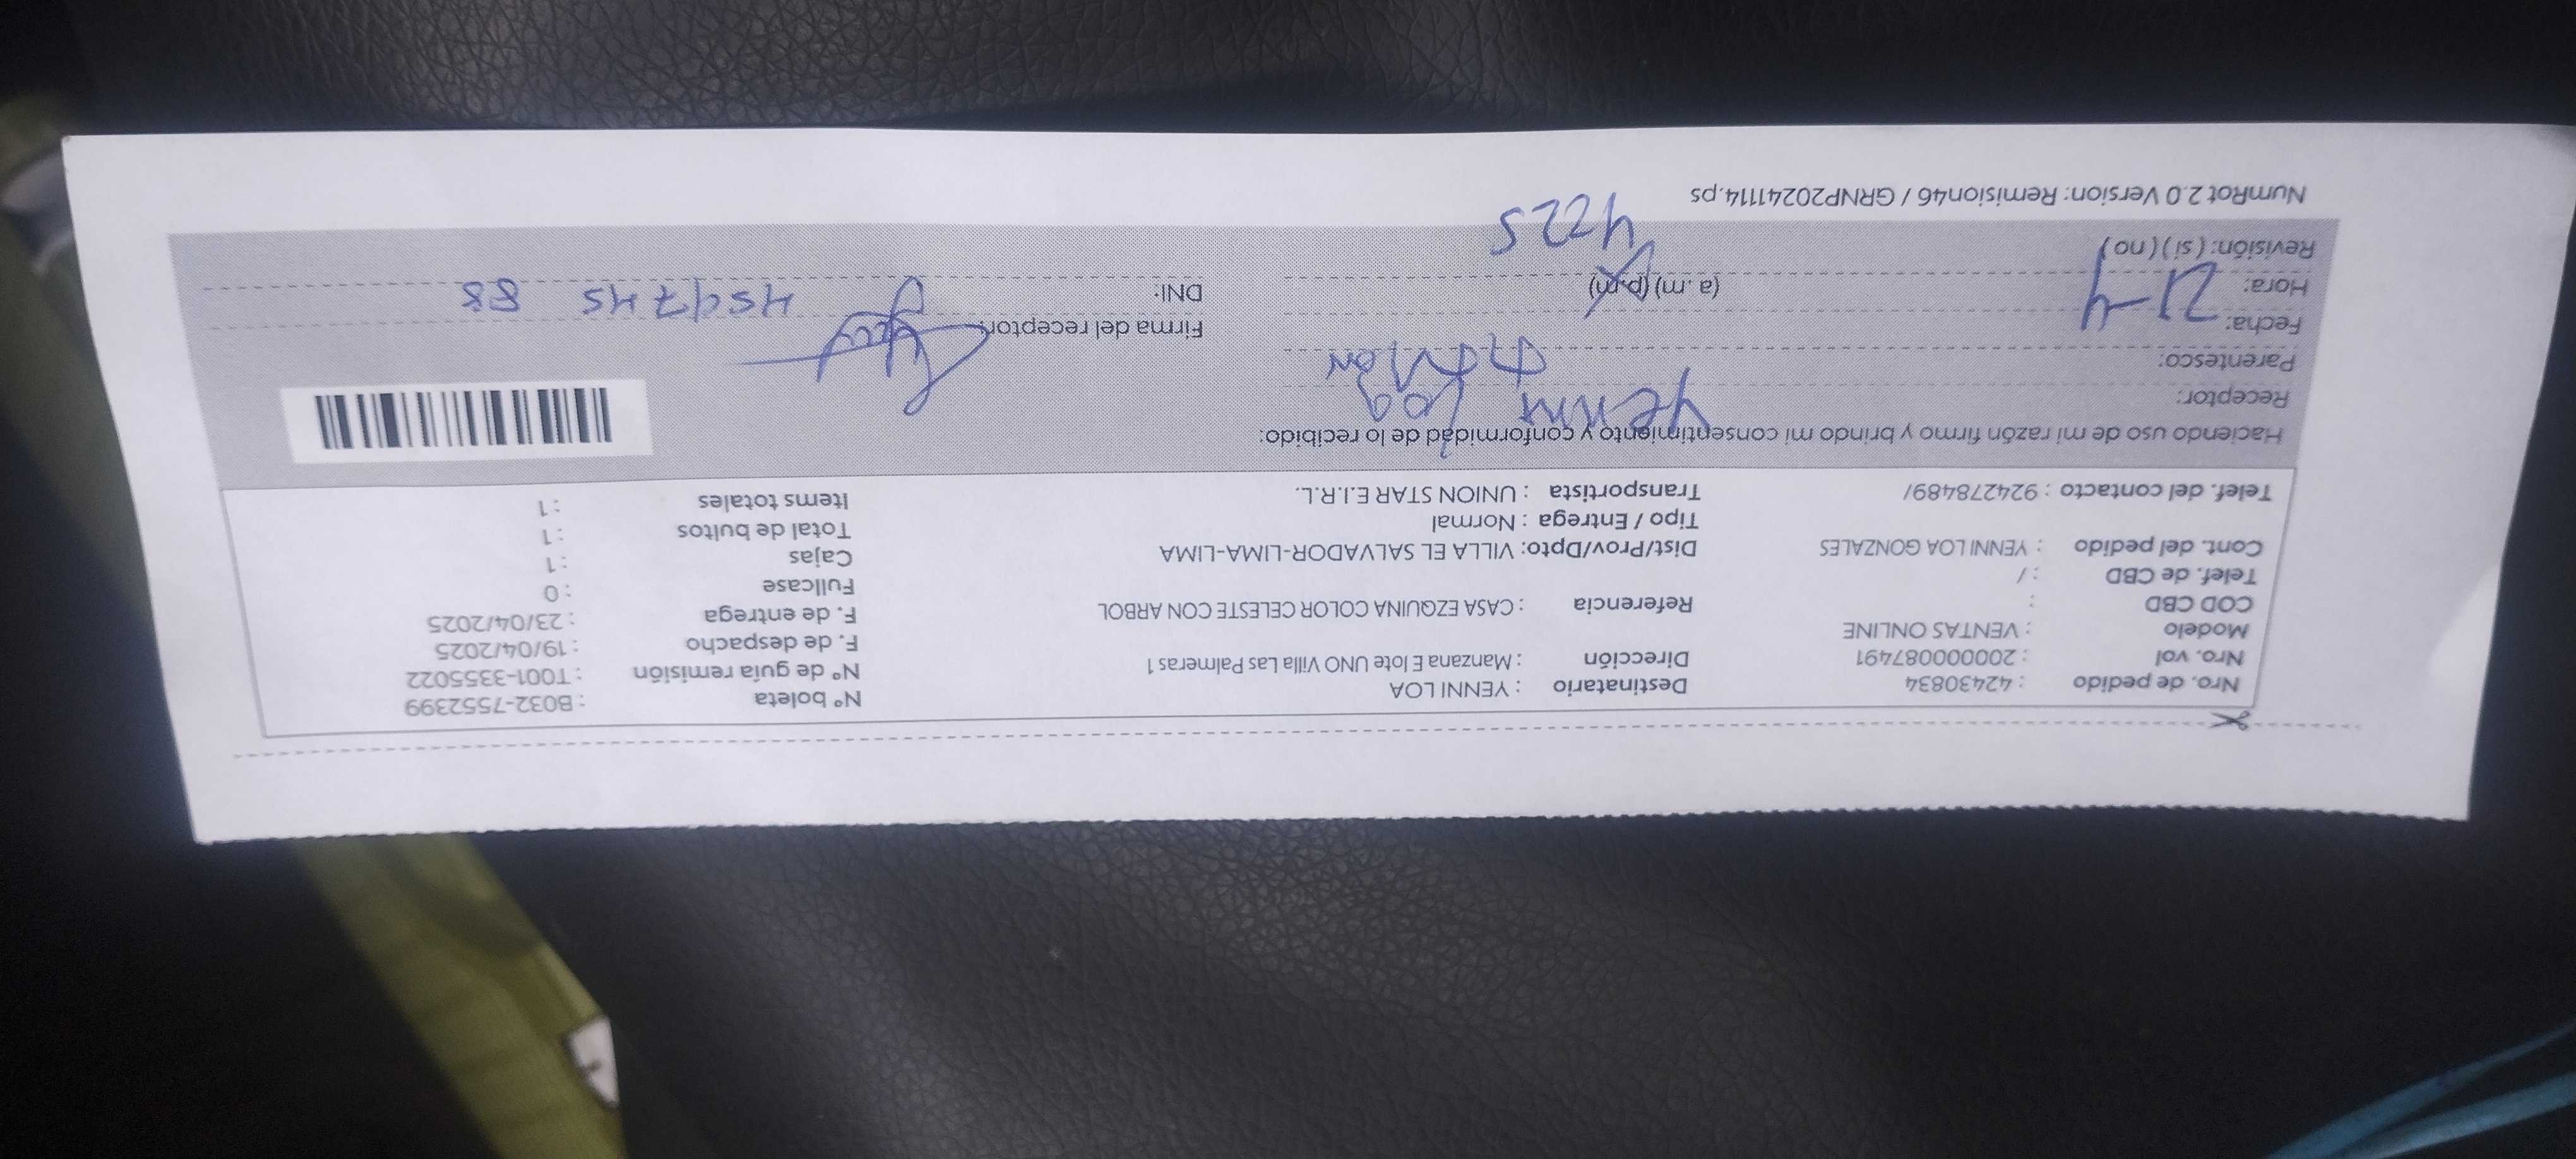 Nro. de pedido : 42430834 Destinatario : YENNI LOA N° boleta : B032-7552399
Nro. vol : 2000000087491 Dirección : Manzana E lote UNO Villa Las Palmeras 1 N° de guía remisión : T001-3355022
Modelo : VENTAS ONLINE F. de despacho : 19/04/2025
COD CBD : Referencia : CASA EZQUINA COLOR CELESTE CON ARBOL F. de entrega : 23/04/2025
Telef. de CBD : / Fullcase : 0
Cont. del pedido : YENNI LOA GONZALES Dist/Prov/Dpto: VILLA EL SALVADOR-LIMA-LIMA Cajas : 1
Tipo / Entrega : Normal Total de bultos : 1
Telef. del contacto : 924278489/ Transportista : UNION STAR E.I.R.L. Items totales : 1
Haciendo uso de mi razón firmo y brindo mi consentimiento y conformidad de lo recibido:
Receptor: Yenni Loa
Parentesco:
Fecha: 21-4 Firma del receptor:
Hora: (a.m) (p.m) DNI:
Revisión: (si) (no) 4225
NumRot 2.0 Version: Remision46 / GRNP20241114.ps